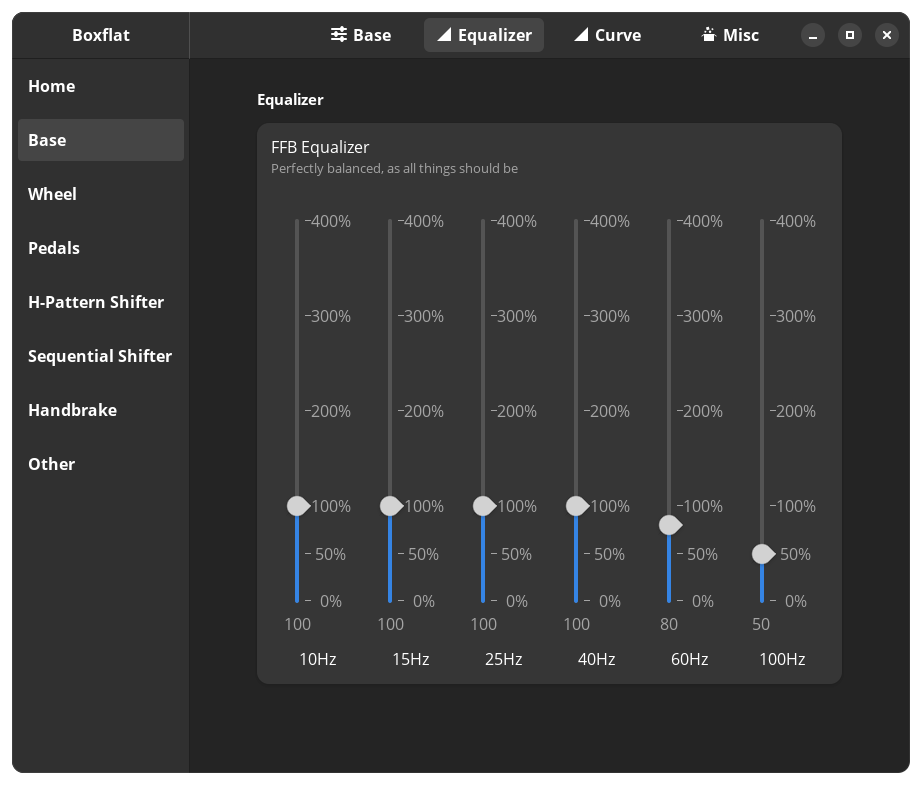 Boxflat
Base
Equalizer
Curve
Misc
Home
Base
Wheel
Pedals
H-Pattern Shifter
Sequential Shifter
Handbrake
Other
Equalizer
FFB Equalizer
Perfectly balanced, as all things should be
400% 400% 400% 400% 400% 400%
300% 300% 300% 300% 300% 300%
200% 200% 200% 200% 200% 200%
100% 100% 100% 100% 100% 100%
50% 50% 50% 50% 50% 50%
0% 0% 0% 0% 0% 0%
100 100 100 100 80 50
10Hz 15Hz 25Hz 40Hz 60Hz 100Hz